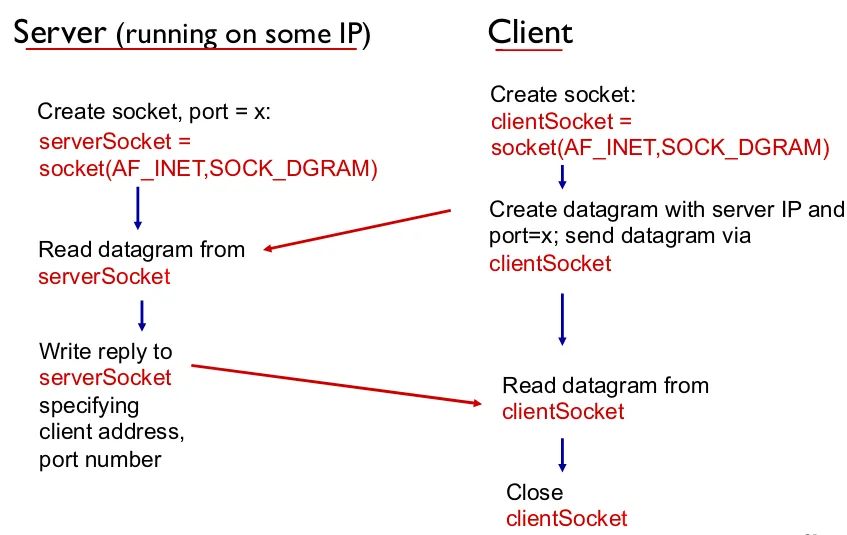 Server (running on some IP)
Client
Create socket, port = x:
serverSocket =
socket(AF_INET,SOCK_DGRAM)
Read datagram from
serverSocket
Write reply to
serverSocket
specifying
client address,
port number
Create socket:
clientSocket =
socket(AF_INET,SOCK_DGRAM)
Create datagram with server IP and
port=x; send datagram via
clientSocket
Read datagram from
clientSocket
Close
clientSocket